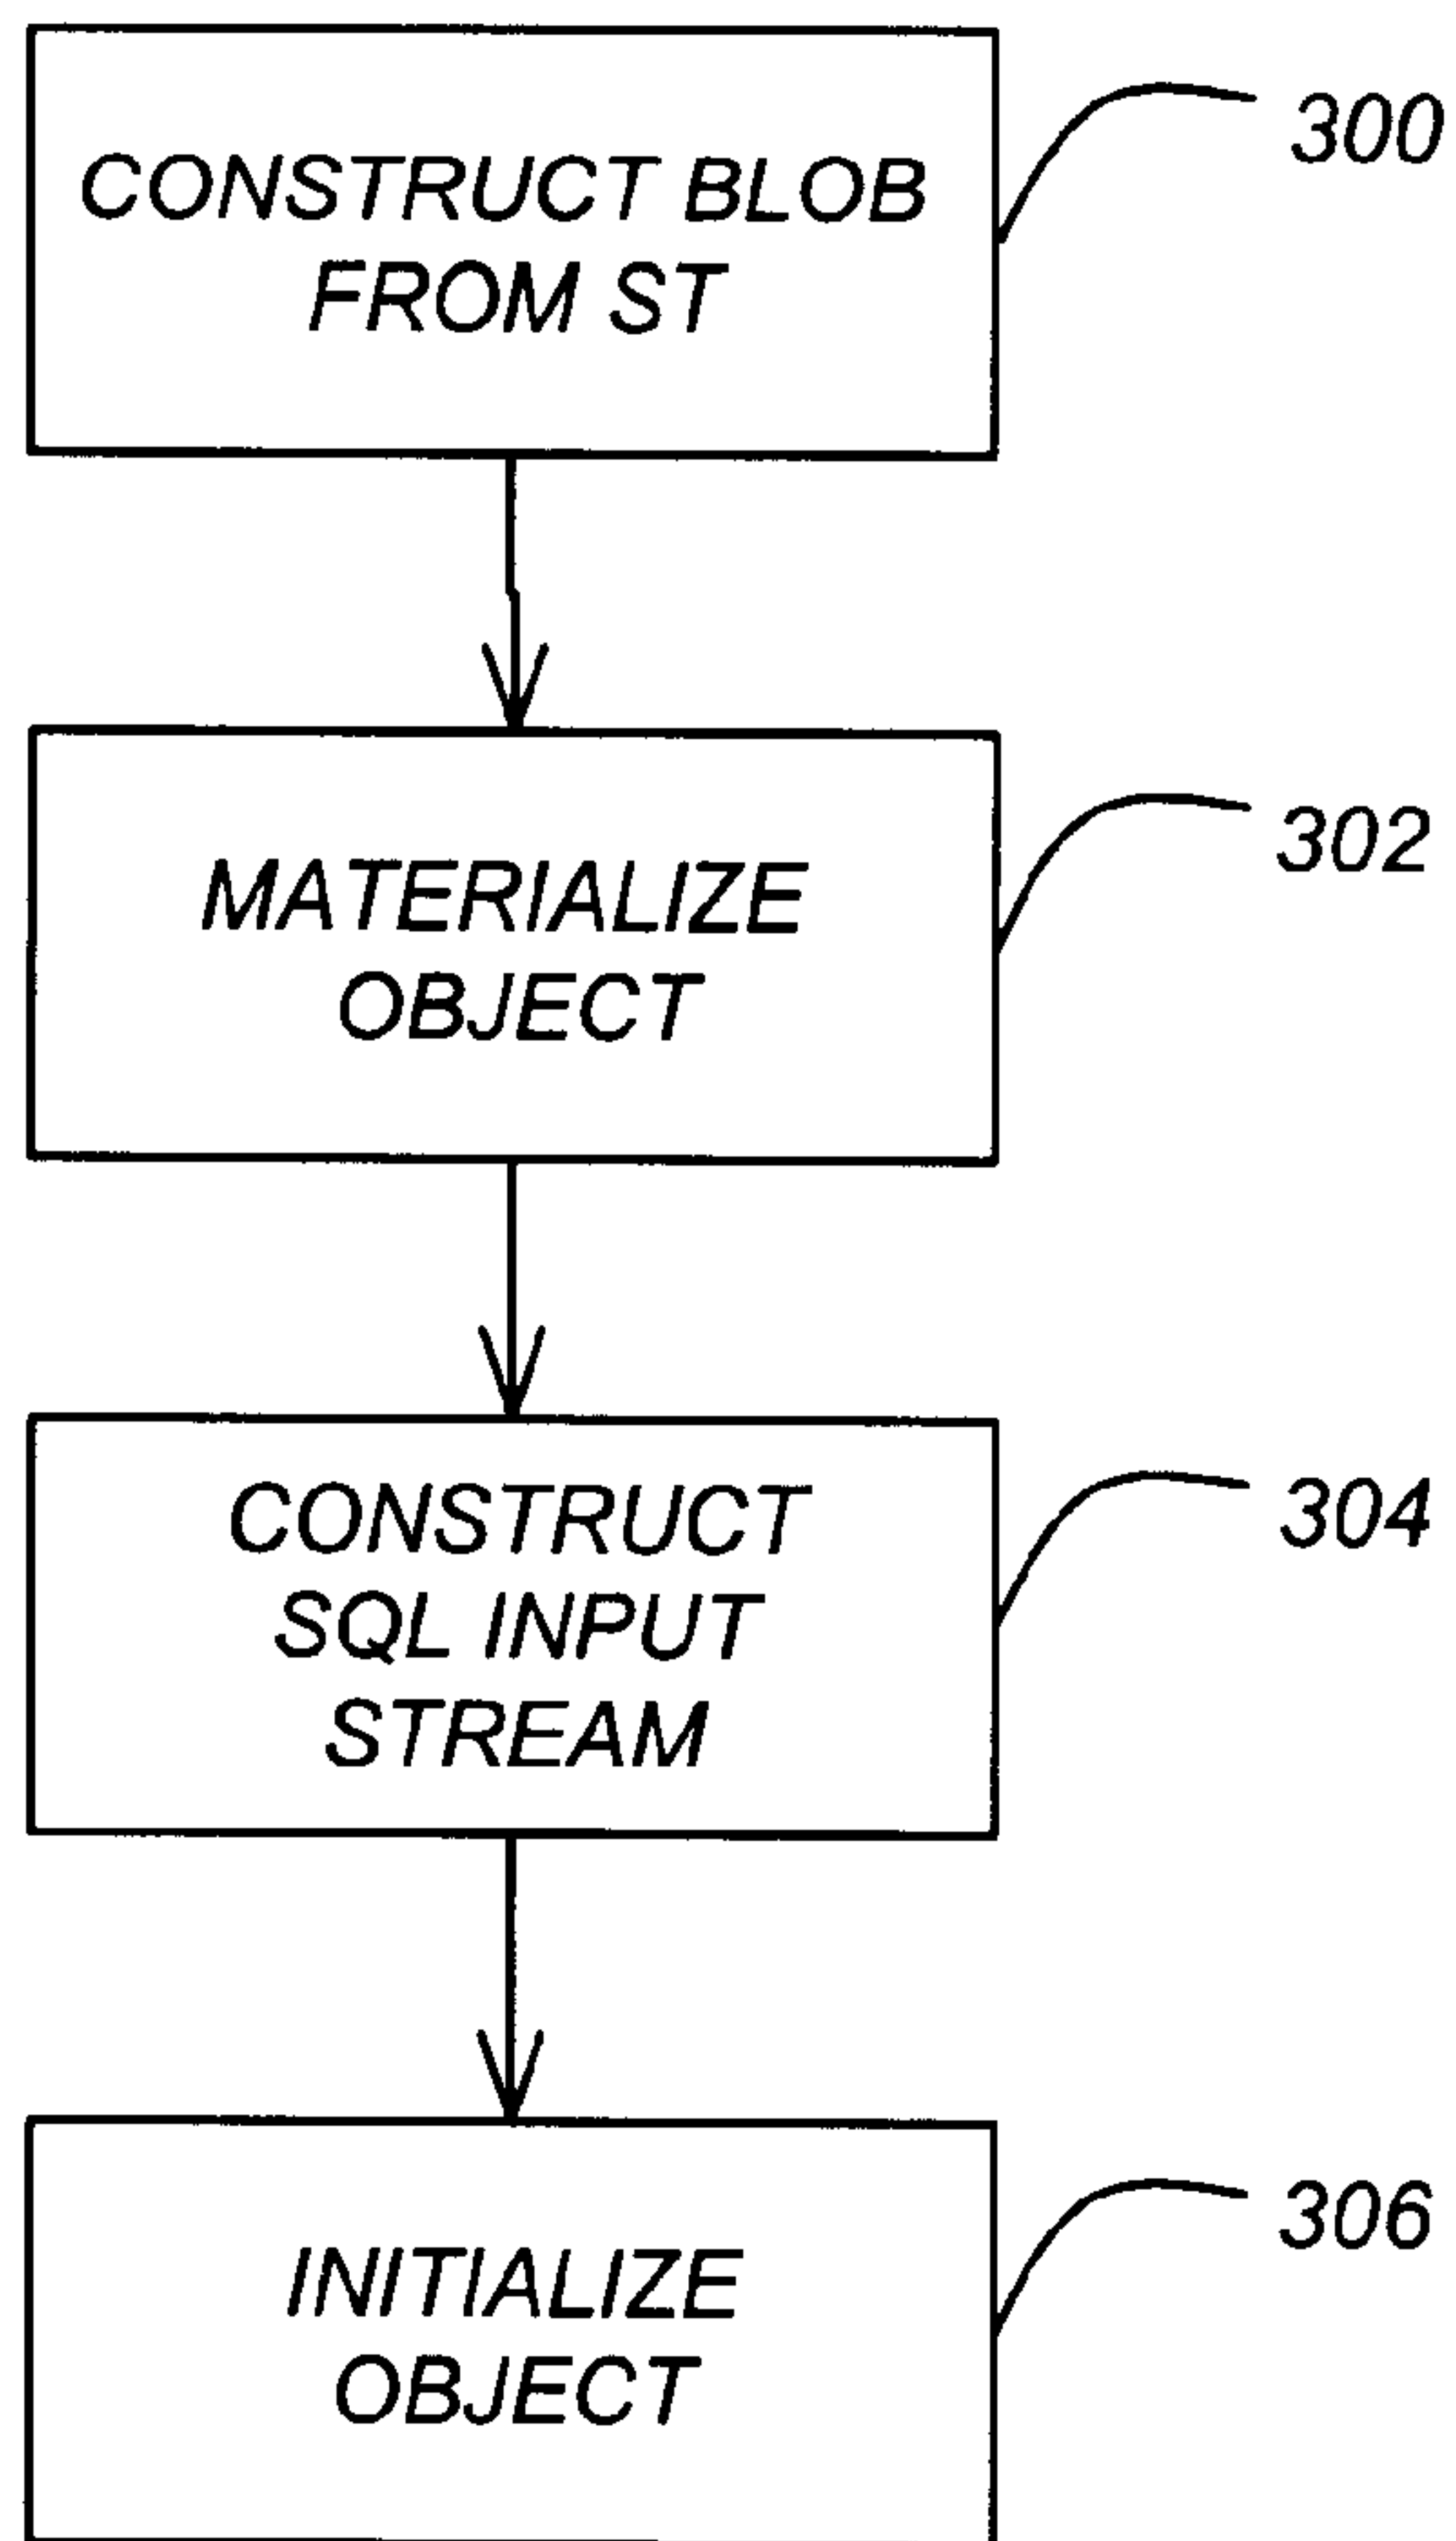 CONSTRUCT BLOB
FROM ST
300
MATERIALIZE
OBJECT
302
CONSTRUCT
SQL INPUT
STREAM
304
INITIALIZE
OBJECT
306